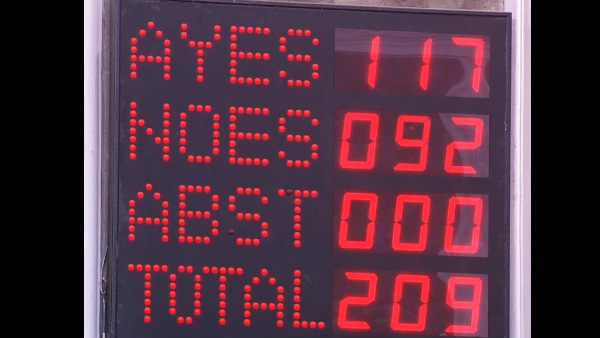 AYES 117
NOES 092
ABST 000
TOTAL 209